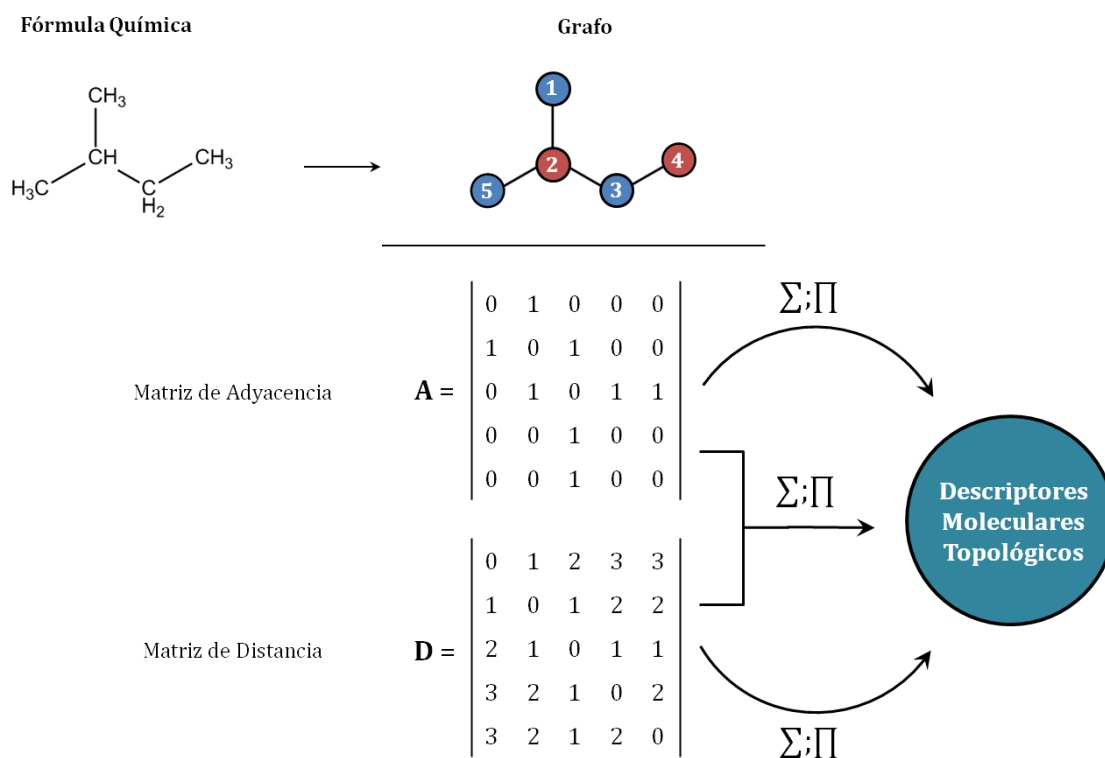 Fórmula Química
Grafo
CH3
CH
CH3
H3C
C
H2
1
2
4
5
3
∑;∏
0 1 0 0 0
1 0 1 0 0
Matriz de Adyacencia
A =
0 1 0 1 1
0 0 1 0 0
0 0 1 0 0
∑;∏
Descriptores
Moleculares
Topológicos
0 1 2 3 3
1 0 1 2 2
Matriz de Distancia
D =
2 1 0 1 1
3 2 1 0 2
3 2 1 2 0
∑;∏